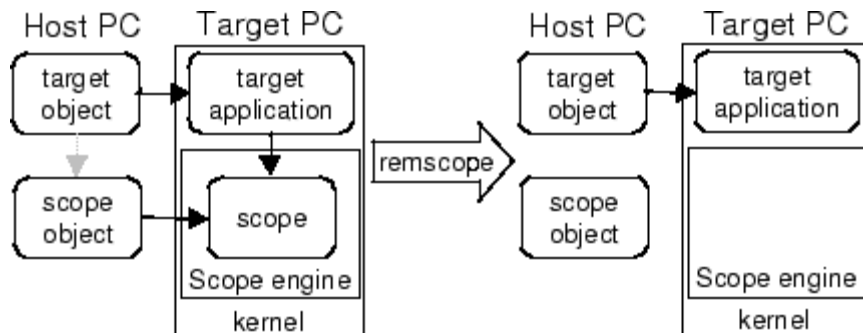 Host PC
Target PC
target
object
target
application
scope
object
scope
Scope engine
kernel
remscope
Host PC
Target PC
target
object
target
application
scope
object
Scope engine
kernel